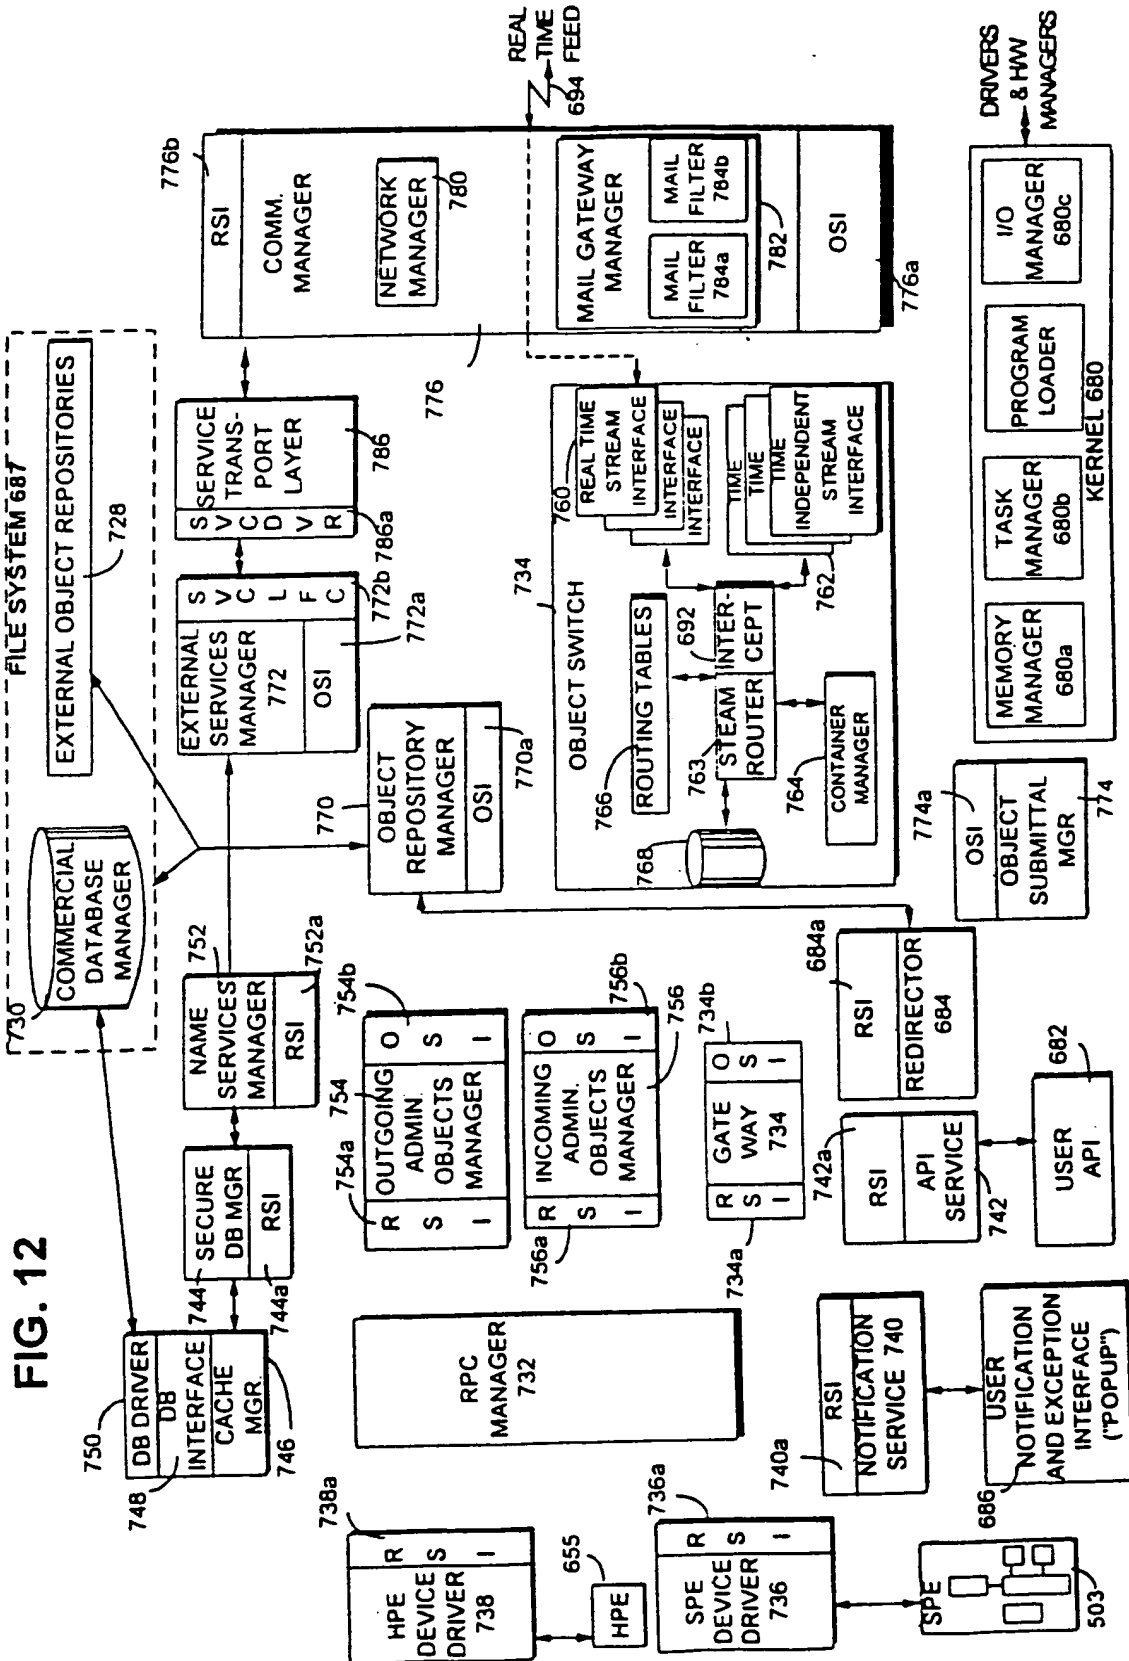 FIG. 12
FILE SYSTEM 687
730
COMMERCIAL
DATABASE
MANAGER
EXTERNAL OBJECT REPOSITORIES
728
750
DB DRIVER
748
DB
INTERFACE
CACHE
MGR.
746
744
SECURE
DB MGR
RSI
744a
NAME
SERVICES
MANAGER
752
RSI
752a
EXTERNAL
SERVICES
MANAGER
772
OSI
772a
S
V
C
L
F
C
772b
S
V
C
D
V
R
786a
SERVICE
TRANS-
PORT
LAYER
786
RSI
776b
COMM.
MANAGER
NETWORK
MANAGER
780
776
MAIL GATEWAY
MANAGER
MAIL
FILTER
784a
MAIL
FILTER
784b
782
OSI
776a
REAL
TIME
FEED
694
738a
HPE
DEVICE
DRIVER
738
R
S
I
655
HPE
RPC
MANAGER
732
754a
754
754b
R
S
I
OUTGOING
ADMIN.
OBJECTS
MANAGER
O
S
I
756a
R
S
I
INCOMING
ADMIN.
OBJECTS
MANAGER
O
S
I
756b
756
770
OBJECT
REPOSITORY
MANAGER
OSI
770a
734
OBJECT SWITCH
766
ROUTING TABLES
692
763
STEAM
ROUTER
INTER-
CEPT
768
764
CONTAINER
MANAGER
760
REAL TIME
STREAM
INTERFACE
INTERFACE
INTERFACE
TIME
TIME
TIME
INDEPENDENT
STREAM
INTERFACE
762
736a
SPE
DEVICE
DRIVER
736
R
S
I
SPE
503
734a
R
S
I
GATE
WAY
734
O
S
I
734b
740a
RSI
NOTIFICATION
SERVICE 740
686
USER
NOTIFICATION
AND EXCEPTION
INTERFACE
("POPUP")
742a
RSI
API
SERVICE
742
682
USER
API
684a
RSI
REDIRECTOR
684
774a
OSI
OBJECT
SUBMITTAL
MGR
774
MEMORY
MANAGER
680a
TASK
MANAGER
680b
PROGRAM
LOADER
I/O
MANAGER
680c
KERNEL 680
DRIVERS
& H/W
MANAGERS